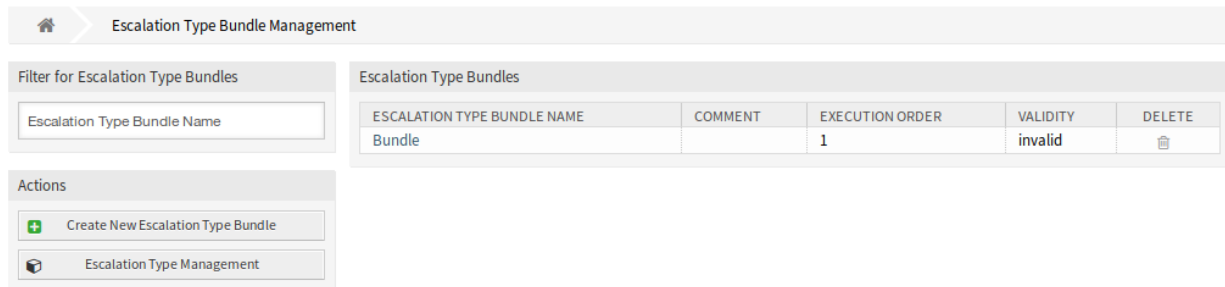 Escalation Type Bundle Management
Filter for Escalation Type Bundles
Escalation Type Bundle Name
Actions
Create New Escalation Type Bundle
Escalation Type Management
Escalation Type Bundles
ESCALATION TYPE BUNDLE NAME COMMENT EXECUTION ORDER VALIDITY DELETE
Bundle 1 invalid